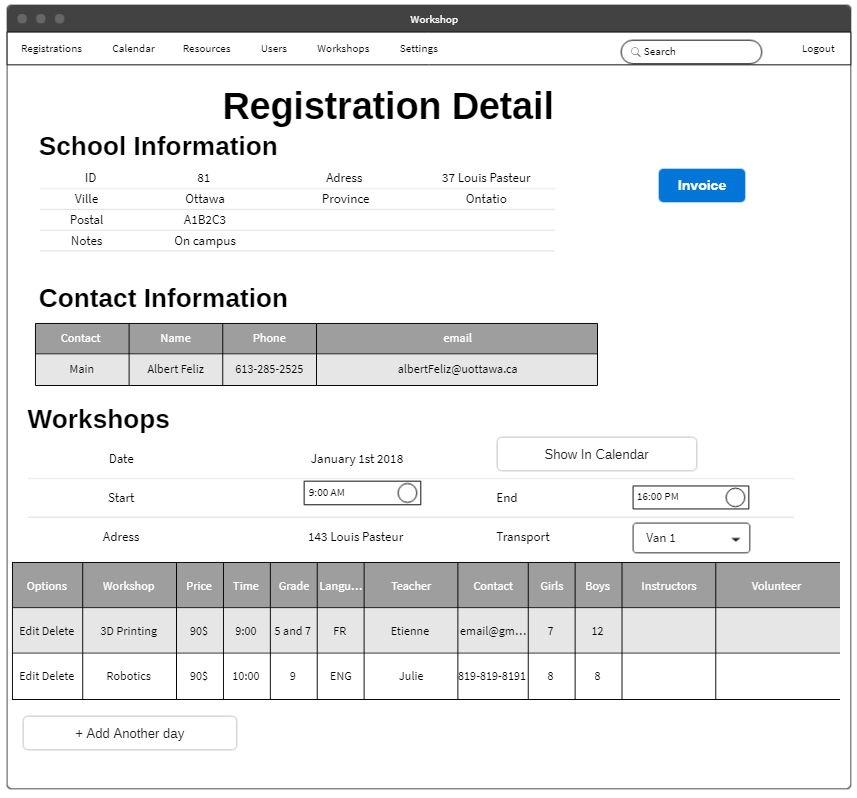 Workshop
Registrations Calendar Resources Users Workshops Settings Search Logout
Registration Detail
School Information
ID 81 Adress 37 Louis Pasteur
Invoice
Ville Ottawa Province Ontatio
Postal A1B2C3
Notes On campus
Contact Information
Contact Name Phone email
Main Albert Feliz 613-285-2525 albertFeliz@uottawa.ca
Workshops
Date January 1st 2018 Show In Calendar
Start 9:00 AM End 16:00 PM
Adress 143 Louis Pasteur Transport Van 1
Options Workshop Price Time Grade Langu... Teacher Contact Girls Boys Instructors Volunteer
Edit Delete 3D Printing 90$ 9:00 5 and 7 FR Etienne email@gm... 7 12
Edit Delete Robotics 90$ 10:00 9 ENG Julie 819-819-8191 8 8
+ Add Another day